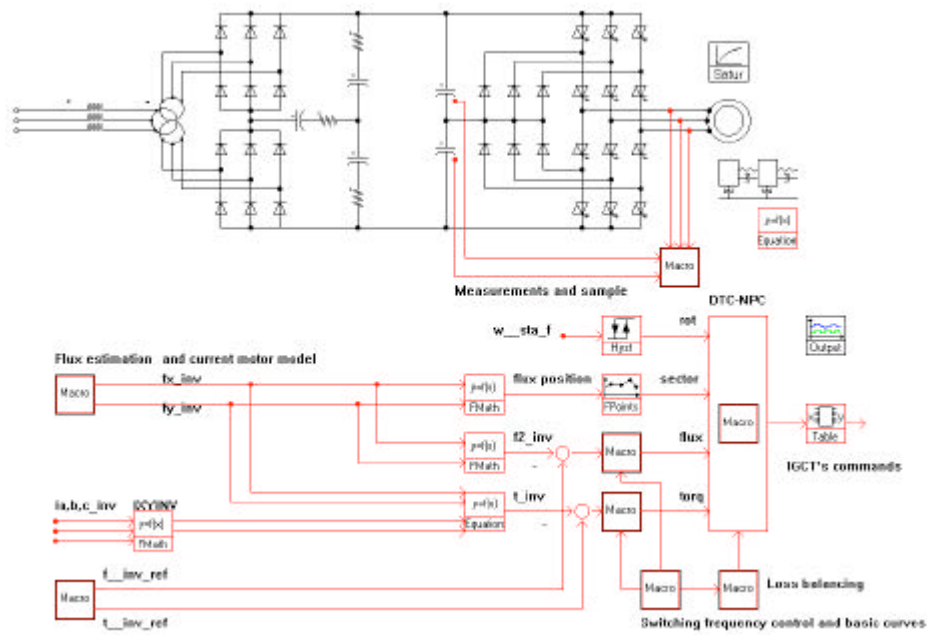 Satur
y=f(x)
Equation
Macro
Measurements and sample
DTC-NPC
w__sta_f
Hyst
rot
Output
Flux estimation and current motor model
Macro
fx_inv
fy_inv
y=f(x)
FMath
flux position
FPoints
sector
Macro
x
y
Table
IGCT's commands
y=f(x)
FMath
f2_inv
-
Macro
flux
ia,b,c_inv
y=f(x)
FMath
y=f(x)
Equation
t_inv
-
Macro
torq
Macro
f__inv_ref
t__inv_ref
Macro
Macro
Loss balancing
Switching frequency control and basic curves